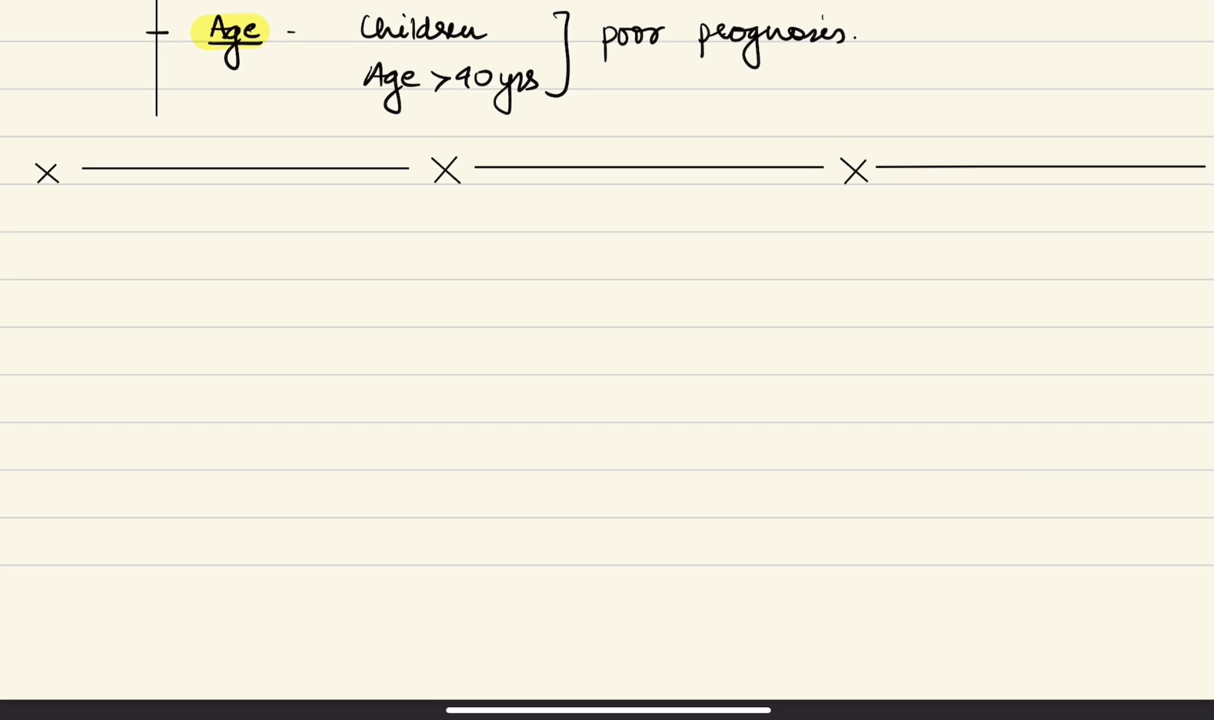 Age - Children ] poor prognosis.
Age >40 yrs
× ——— × ——— × ———